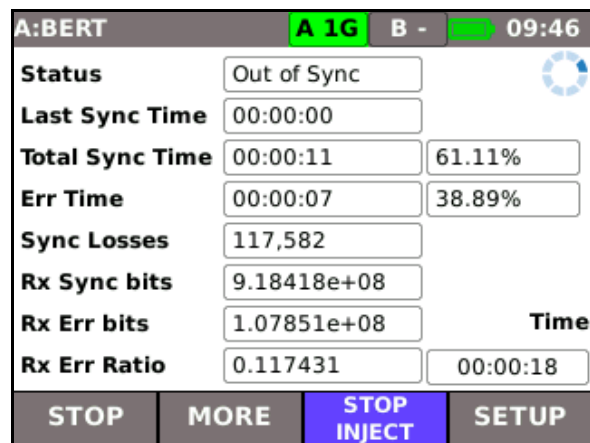 A:BERT A 1G B - 09:46
Status Out of Sync
Last Sync Time 00:00:00
Total Sync Time 00:00:11 61.11%
Err Time 00:00:07 38.89%
Sync Losses 117,582
Rx Sync bits 9.18418e+08
Rx Err bits 1.07851e+08 Time
Rx Err Ratio 0.117431 00:00:18
STOP MORE STOP INJECT SETUP